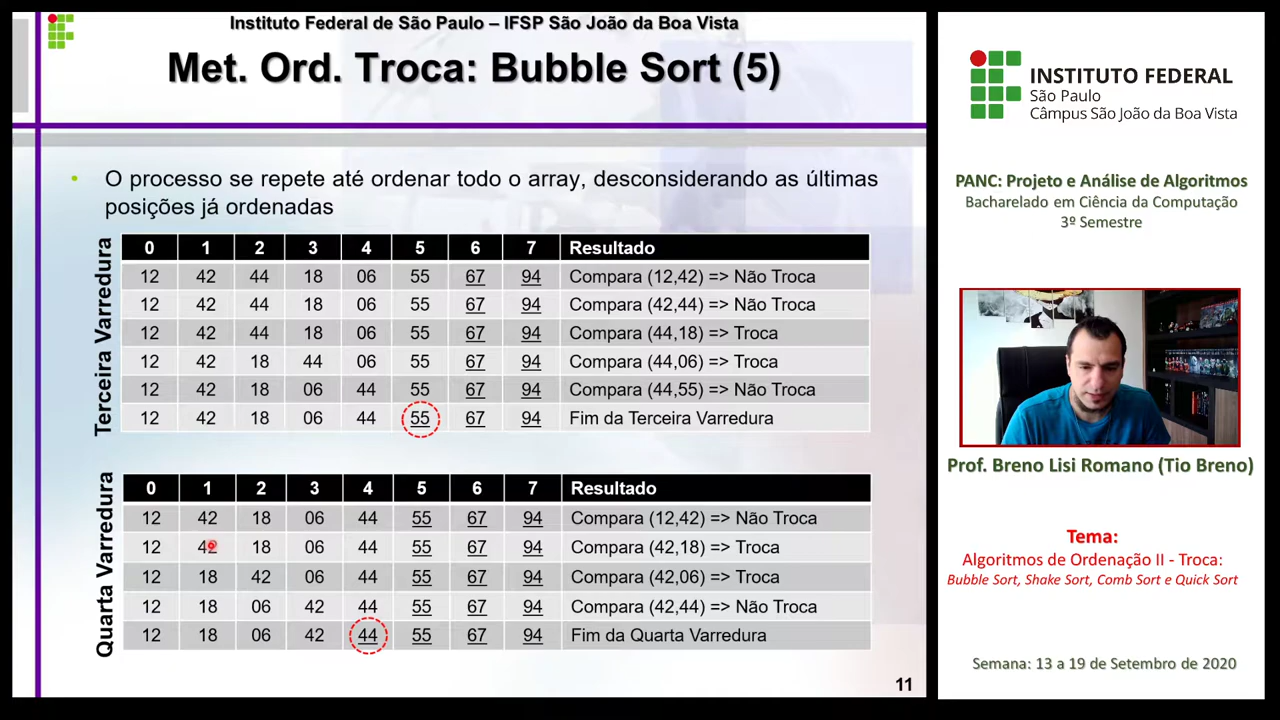 Instituto Federal de São Paulo – IFSP São João da Boa Vista
Met. Ord. Troca: Bubble Sort (5)
• O processo se repete até ordenar todo o array, desconsiderando as últimas
posições já ordenadas
Terceira Varredura
0 1 2 3 4 5 6 7 Resultado
12 42 44 18 06 55 67 94 Compara (12,42) => Não Troca
12 42 44 18 06 55 67 94 Compara (42,44) => Não Troca
12 42 44 18 06 55 67 94 Compara (44,18) => Troca
12 42 18 44 06 55 67 94 Compara (44,06) => Troca
12 42 18 06 44 55 67 94 Compara (44,55) => Não Troca
12 42 18 06 44 55 67 94 Fim da Terceira Varredura
Quarta Varredura
0 1 2 3 4 5 6 7 Resultado
12 42 18 06 44 55 67 94 Compara (12,42) => Não Troca
12 42 18 06 44 55 67 94 Compara (42,18) => Troca
12 18 42 06 44 55 67 94 Compara (42,06) => Troca
12 18 06 42 44 55 67 94 Compara (42,44) => Não Troca
12 18 06 42 44 55 67 94 Fim da Quarta Varredura
11
INSTITUTO FEDERAL
São Paulo
Câmpus São João da Boa Vista
PANC: Projeto e Análise de Algoritmos
Bacharelado em Ciência da Computação
3º Semestre
Prof. Breno Lisi Romano (Tio Breno)
Tema:
Algoritmos de Ordenação II - Troca:
Bubble Sort, Shake Sort, Comb Sort e Quick Sort
Semana: 13 a 19 de Setembro de 2020